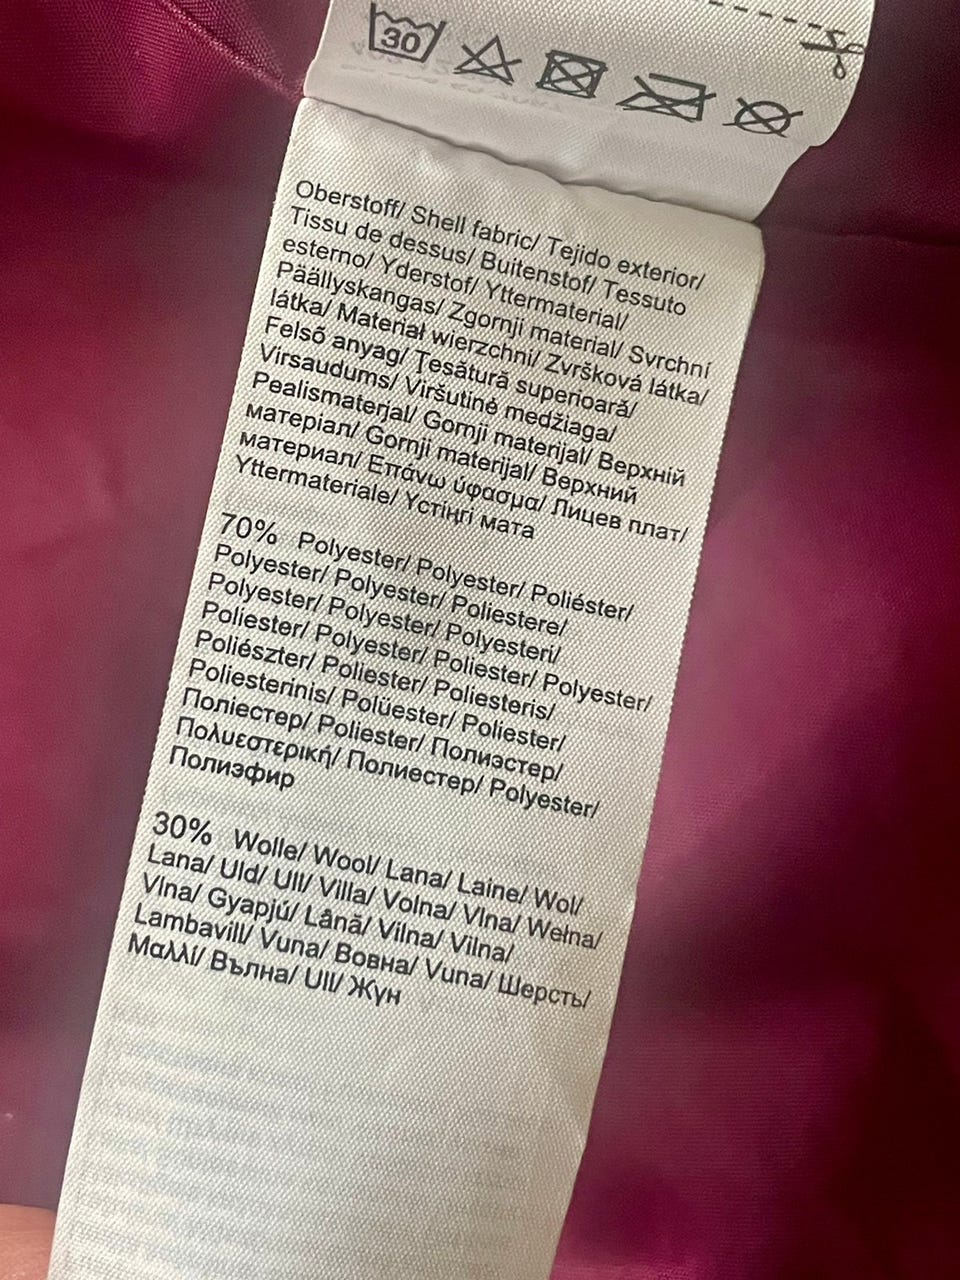 30
Oberstoff/ Shell fabric/ Tejido exterior/
Tissu de dessus/ Buitenstof/ Tessuto
esterno/ Yderstof/ Yttermaterial/
Päällyskangas/ Zgornji material/ Svrchní
látka/ Materiał wierzchni/ Zvršková látka/
Felső anyag/ Ţesătură superioară/
Virsaudums/ Viršutinė medžiaga/
Pealismaterjal/ Gornji materijal/ Верхній
матеріал/ Gornji materijal/ Верхний
материал/ Επάνω ύφασμα/ Лицев плат/
Yttermateriale/ Үстіңгі мата
70% Polyester/ Polyester/ Poliéster/
Polyester/ Polyester/ Poliestere/
Polyester/ Polyester/ Polyesteri/
Poliester/ Polyester/ Poliester/ Polyester/
Poliészter/ Poliester/ Poliesteris/
Poliesterinis/ Polüester/ Poliester/
Поліестер/ Poliester/ Полиэстер/
Πολυεστερική/ Полиестер/ Polyester/
Полиэфир
30% Wolle/ Wool/ Lana/ Laine/ Wol/
Lana/ Uld/ Ull/ Villa/ Volna/ Vlna/ Wełna/
Vlna/ Gyapjú/ Lână/ Vilna/ Vilna/
Lambavill/ Vuna/ Вовна/ Vuna/ Шерсть/
Μαλλί/ Вълна/ Ull/ Жүн